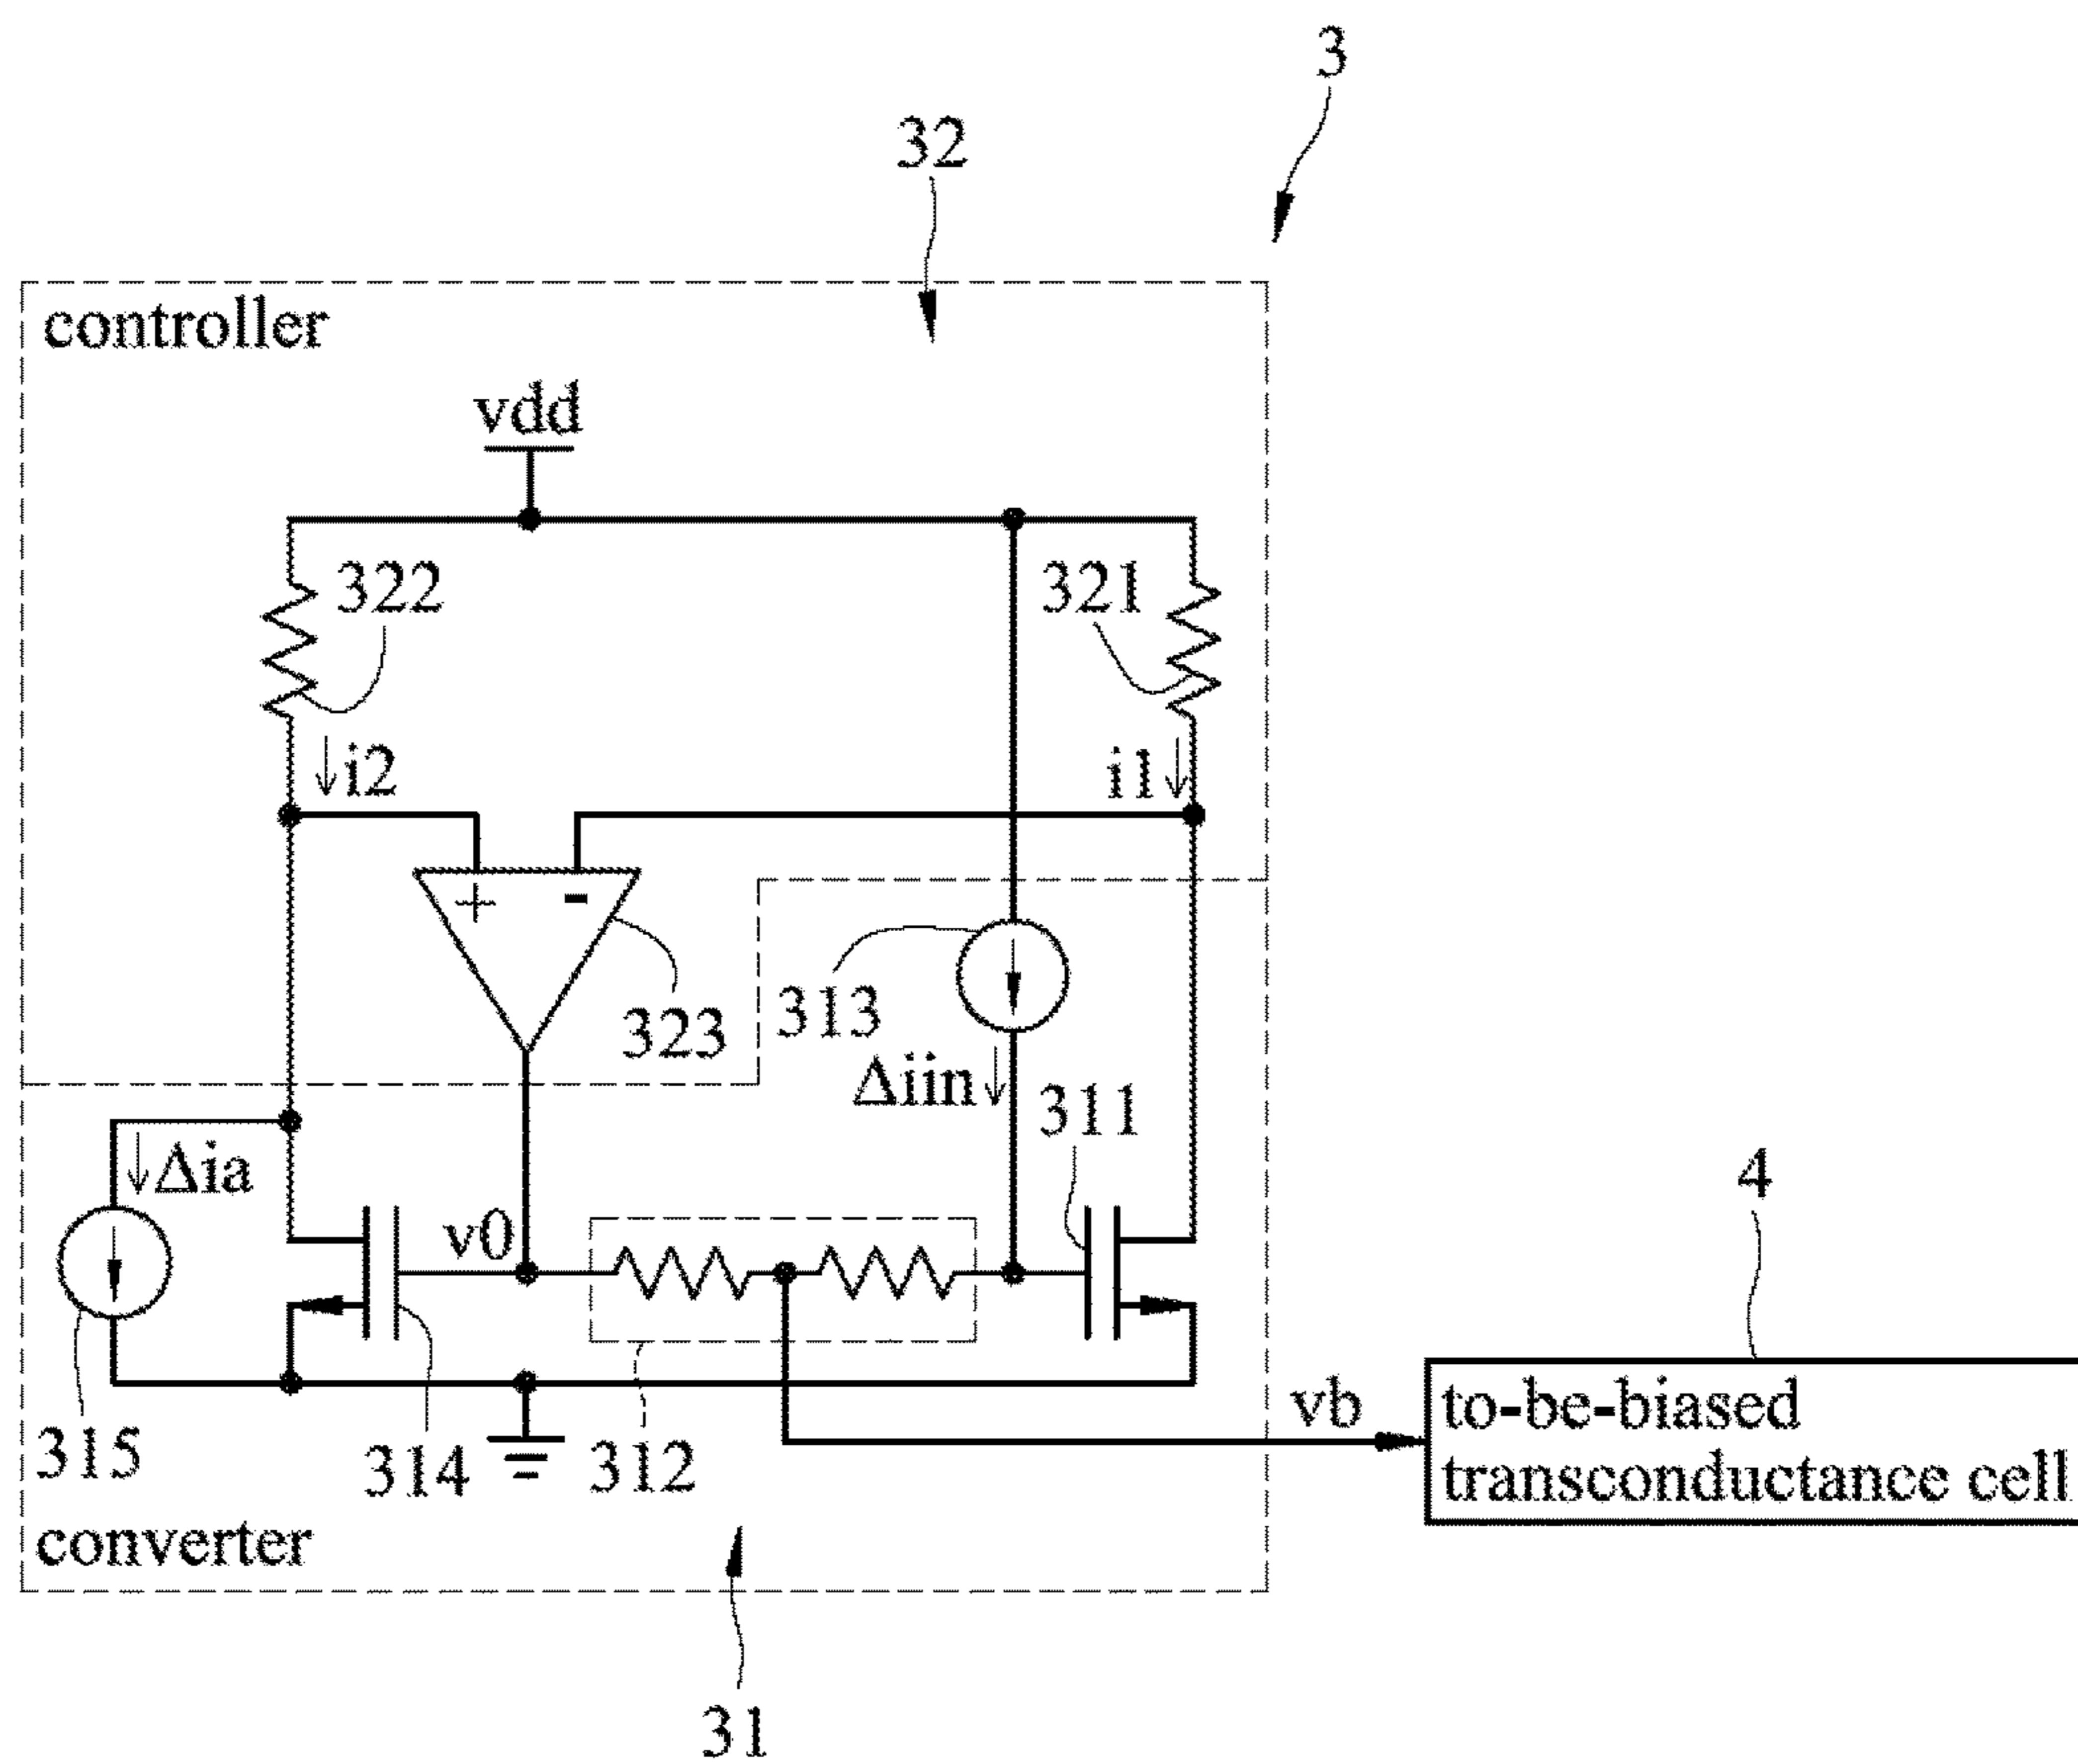 3
32
controller
vdd
322
321
i2
i1
+
-
323
313
Δiin
311
Δia
v0
4
315
314
312
vb
to-be-biased
transconductance cell
converter
31